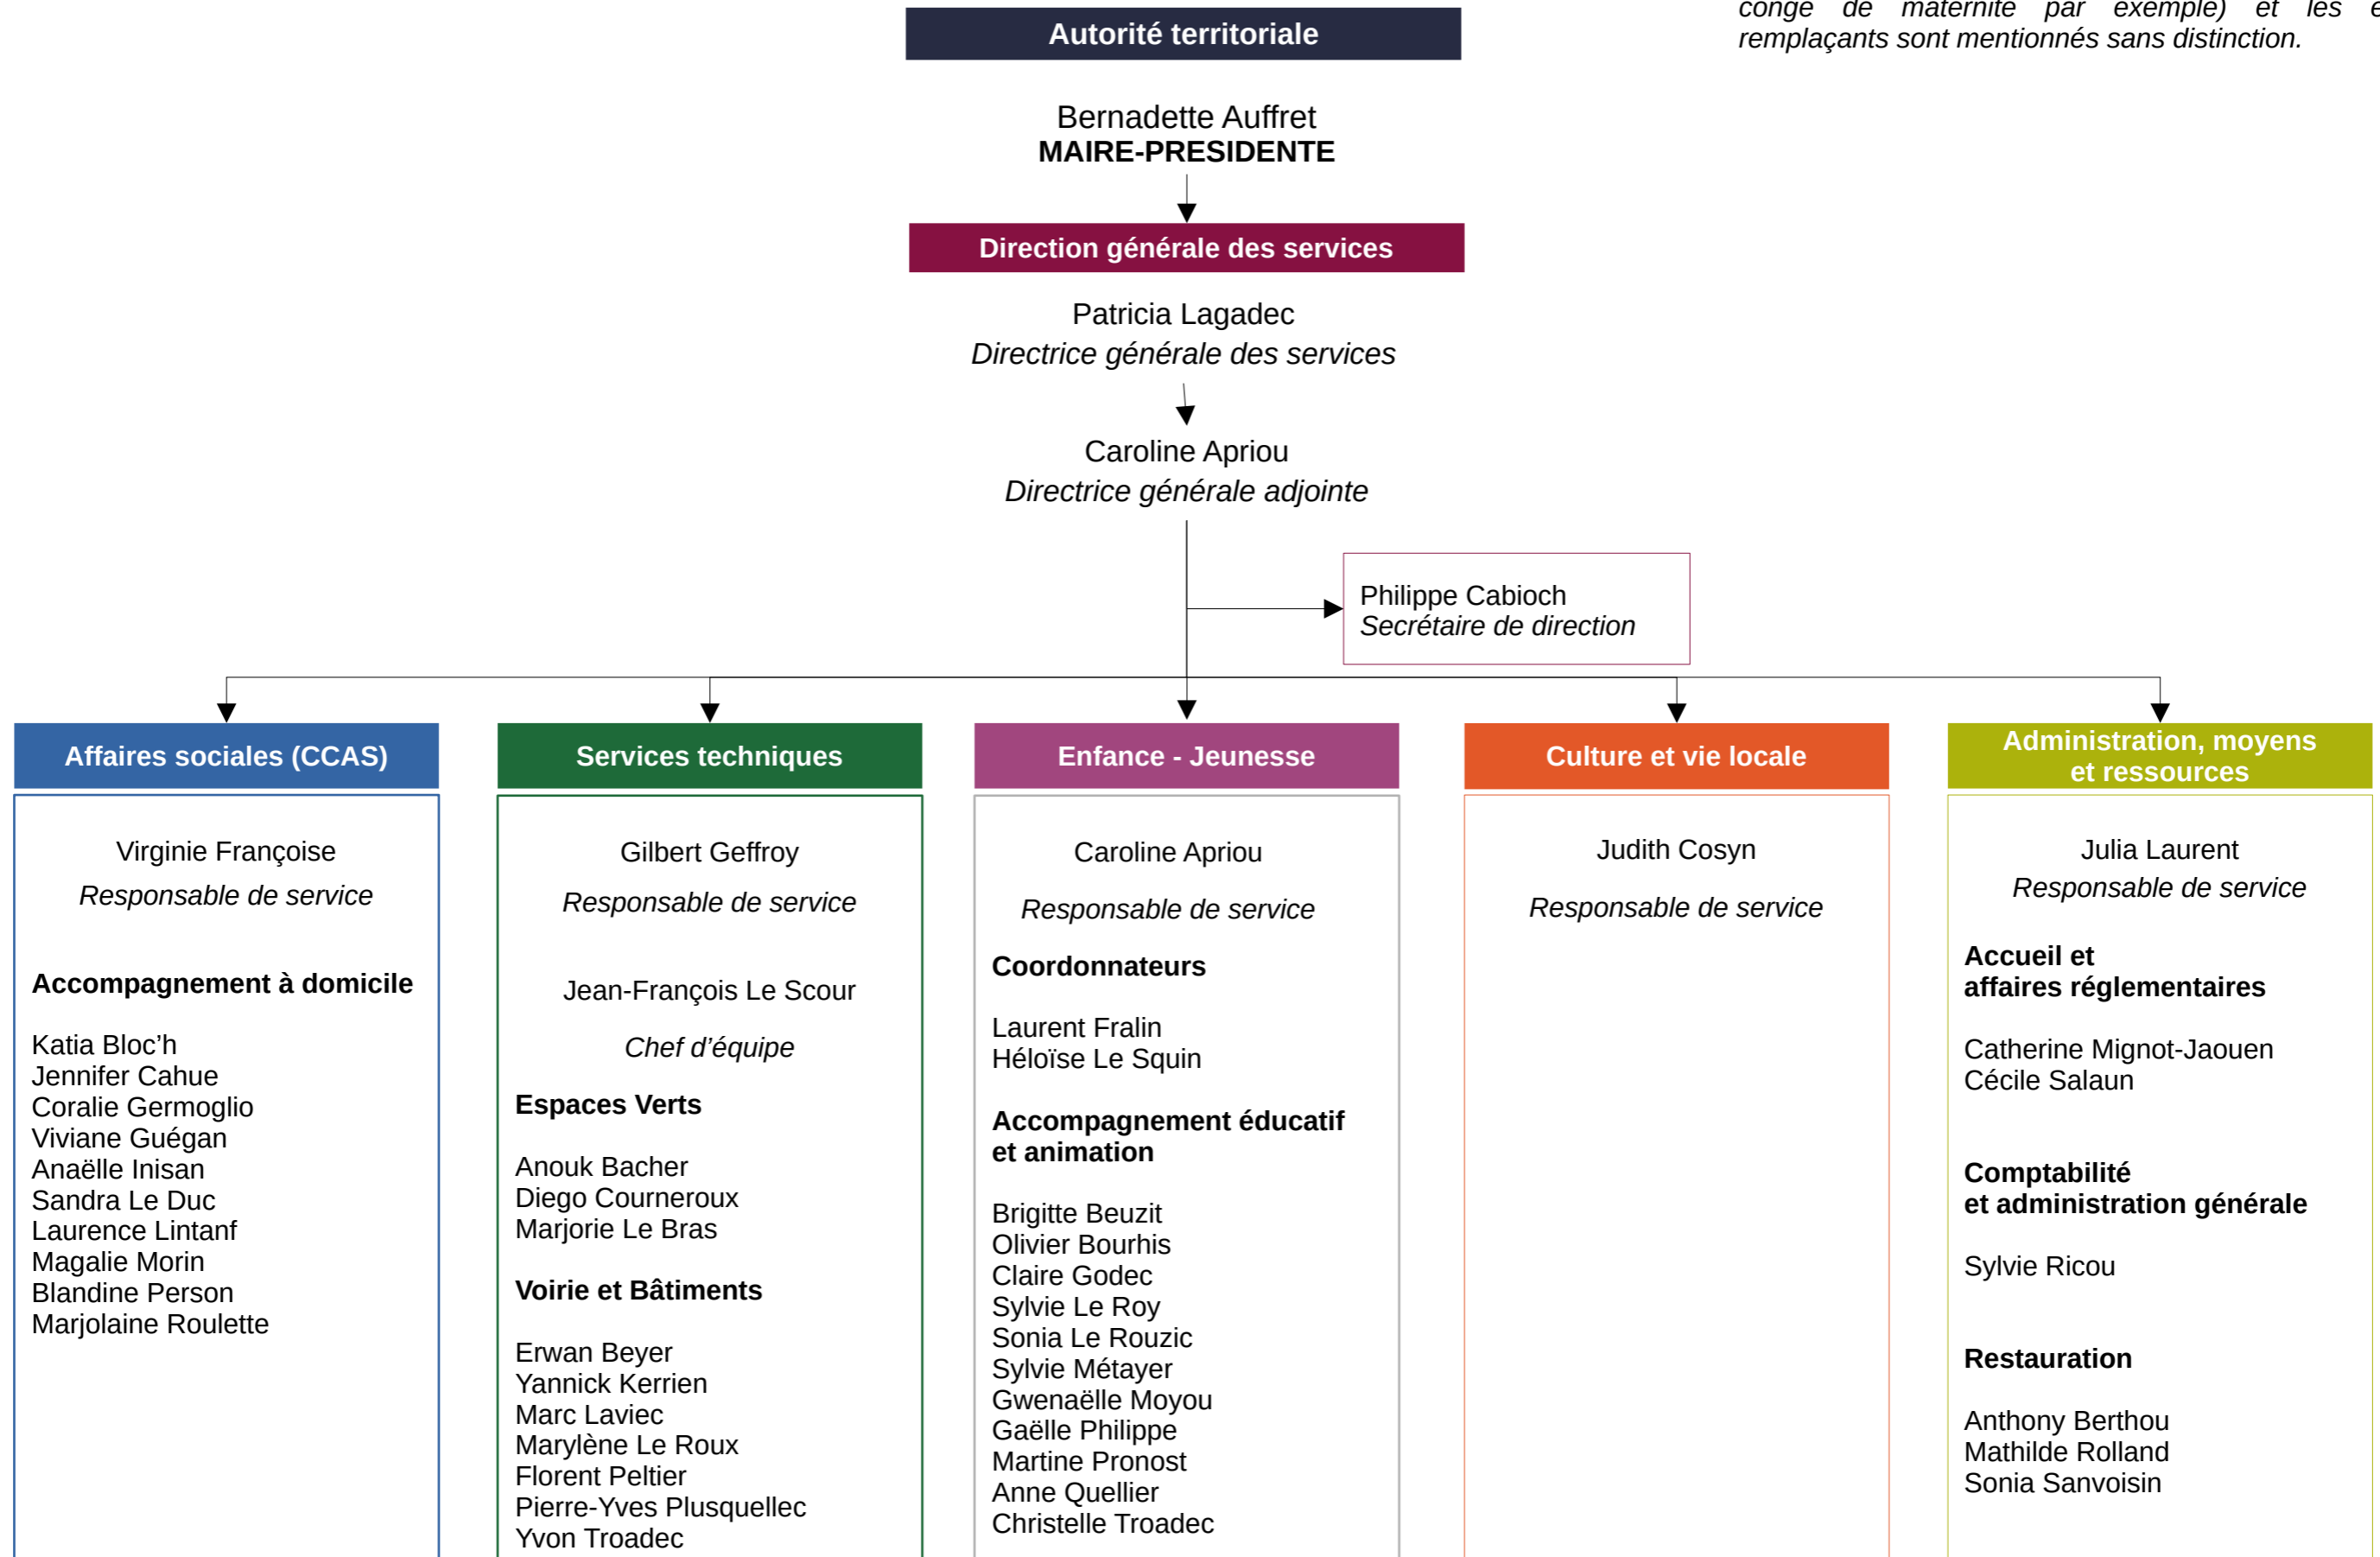 congé de maternité par exemple) et les
remplaçants sont mentionnés sans distinction.
Autorité territoriale
Bernadette Auffret
MAIRE-PRESIDENTE
Direction générale des services
Patricia Lagadec
Directrice générale des services
Caroline Apriou
Directrice générale adjointe
Philippe Cabioch
Secrétaire de direction
Affaires sociales (CCAS)
Virginie Françoise
Responsable de service
Accompagnement à domicile
Katia Bloc’h
Jennifer Cahue
Coralie Germoglio
Viviane Guégan
Anaëlle Inisan
Sandra Le Duc
Laurence Lintanf
Magalie Morin
Blandine Person
Marjolaine Roulette
Services techniques
Gilbert Geffroy
Responsable de service
Jean-François Le Scour
Chef d’équipe
Espaces Verts
Anouk Bacher
Diego Courneroux
Marjorie Le Bras
Voirie et Bâtiments
Erwan Beyer
Yannick Kerrien
Marc Laviec
Marylène Le Roux
Florent Peltier
Pierre-Yves Plusquellec
Yvon Troadec
Enfance - Jeunesse
Caroline Apriou
Responsable de service
Coordonnateurs
Laurent Fralin
Héloïse Le Squin
Accompagnement éducatif
et animation
Brigitte Beuzit
Olivier Bourhis
Claire Godec
Sylvie Le Roy
Sonia Le Rouzic
Sylvie Métayer
Gwenaëlle Moyou
Gaëlle Philippe
Martine Pronost
Anne Quellier
Christelle Troadec
Culture et vie locale
Judith Cosyn
Responsable de service
Administration, moyens
et ressources
Julia Laurent
Responsable de service
Accueil et
affaires réglementaires
Catherine Mignot-Jaouen
Cécile Salaun
Comptabilité
et administration générale
Sylvie Ricou
Restauration
Anthony Berthou
Mathilde Rolland
Sonia Sanvoisin